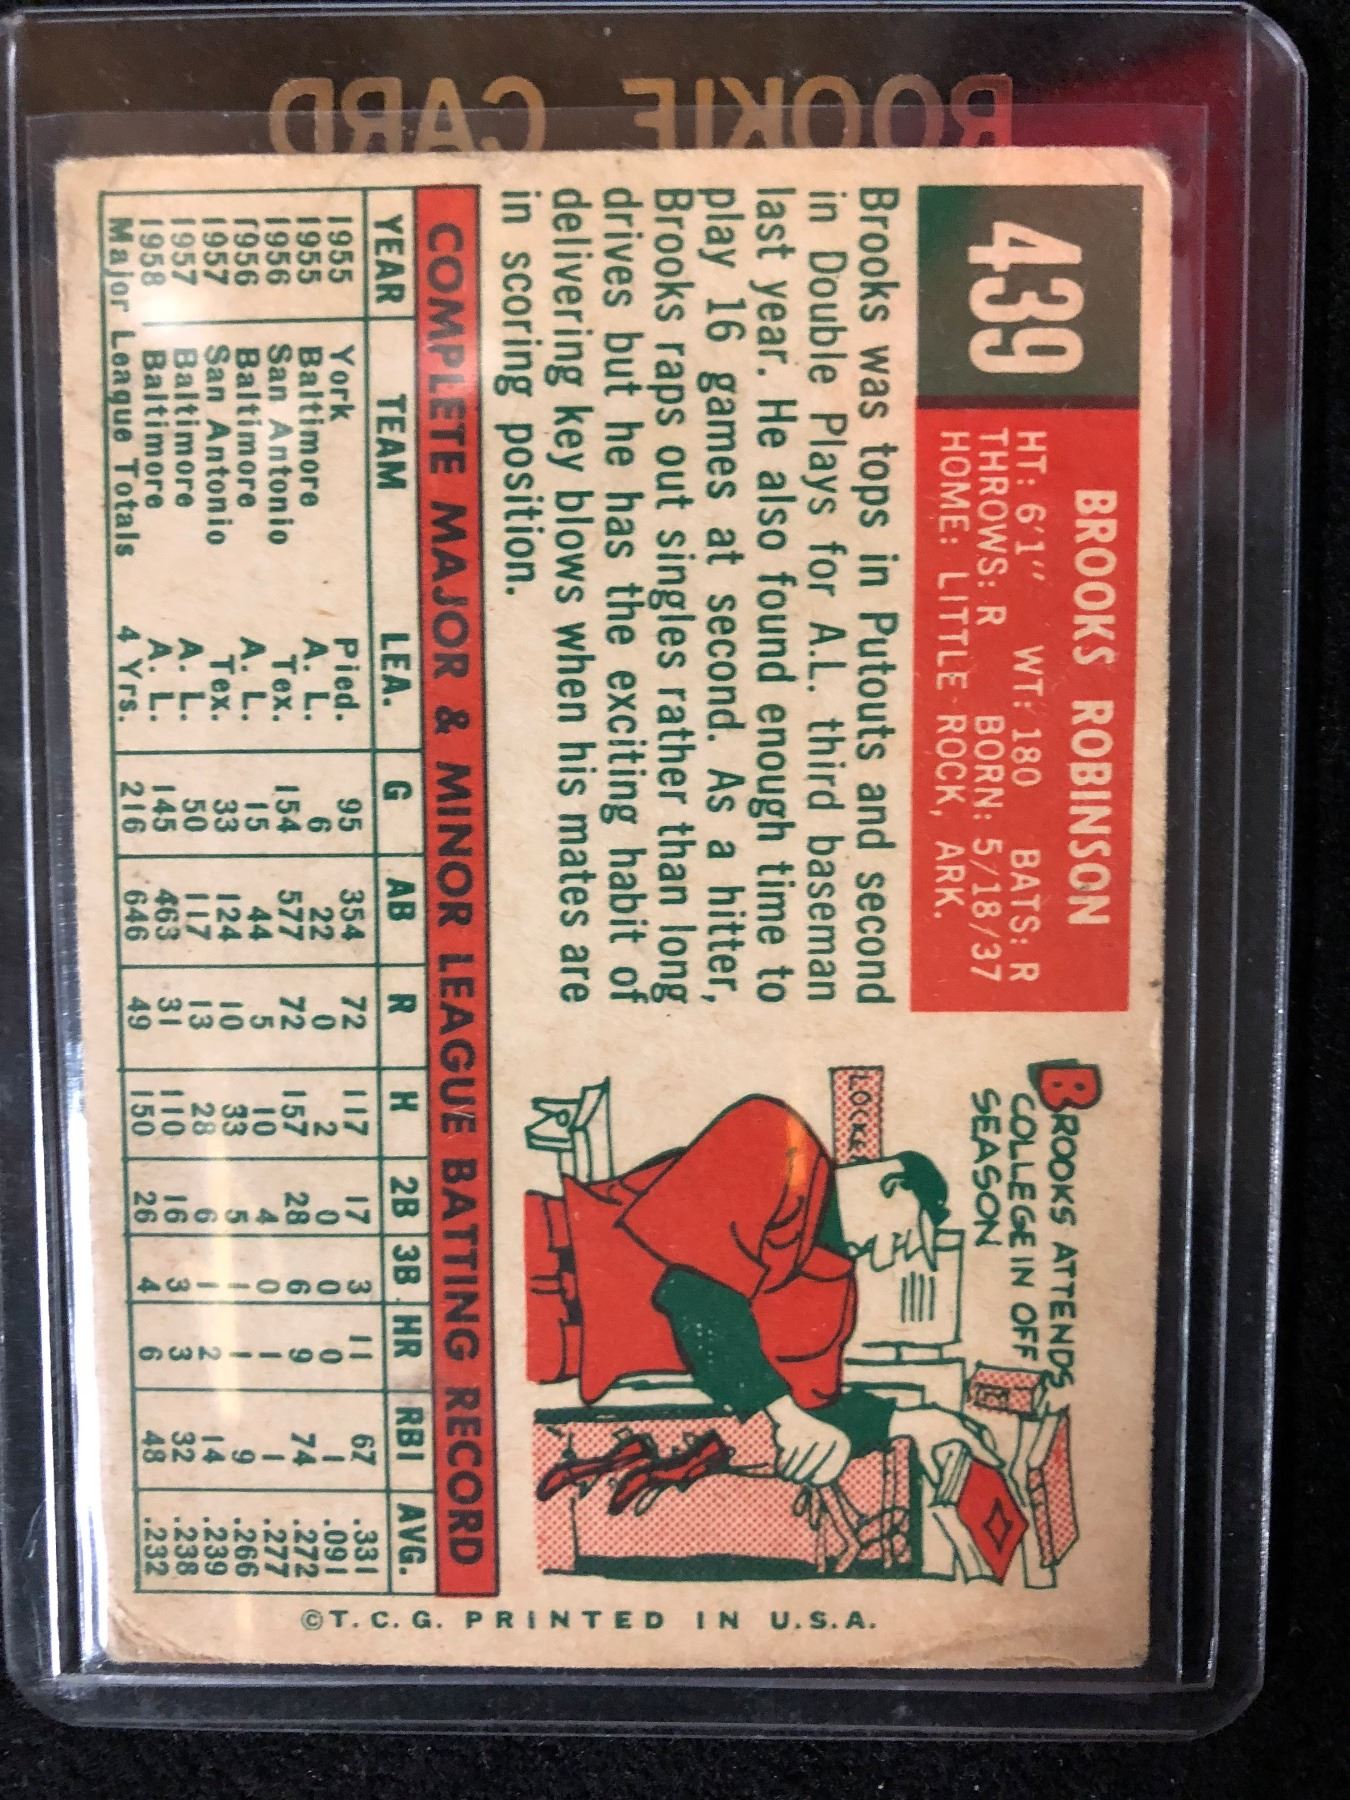 ROOKIE CARD
439
BROOKS ROBINSON
HT: 6'1" WT: 180 BATS: R
THROWS: R BORN: 5/18/37
HOME: LITTLE ROCK, ARK.
Brooks was tops in Putouts and second
in Double Plays for A.L. third baseman
last year. He also found enough time to
play 16 games at second. As a hitter,
Brooks raps out singles rather than long
drives but he has the exciting habit of
delivering key blows when his mates are
in scoring position.
BROOKS ATTENDS
COLLEGE IN OFF
SEASON
LOCKE
COMPLETE MAJOR & MINOR LEAGUE BATTING RECORD
YEAR TEAM LEA. G AB R H 2B 3B HR RBI AVG.
1955 York Pied. 95 354 72 117 17 3 11 67 .331
1955 Baltimore A. L. 6 22 0 2 0 0 0 1 .091
1956 San Antonio Tex. 154 577 72 157 28 6 9 74 .272
1956 Baltimore A. L. 15 44 5 10 4 0 1 1 .277
1957 San Antonio Tex. 33 124 10 33 5 1 1 9 .266
1957 Baltimore A. L. 50 117 13 28 6 1 2 14 .239
1958 Baltimore A. L. 145 463 31 110 16 3 3 32 .238
Major League Totals 4 Yrs. 216 646 49 150 26 4 6 48 .232
©T.C.G. PRINTED IN U.S.A.